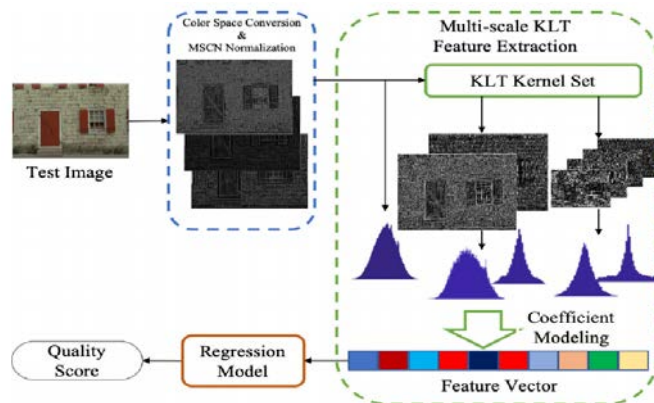 Color Space Conversion
&
MSCN Normalization
Multi-scale KLT
Feature Extraction
KLT Kernel Set
Test Image
Coefficient
Modeling
Quality
Score
Regression
Model
Feature Vector